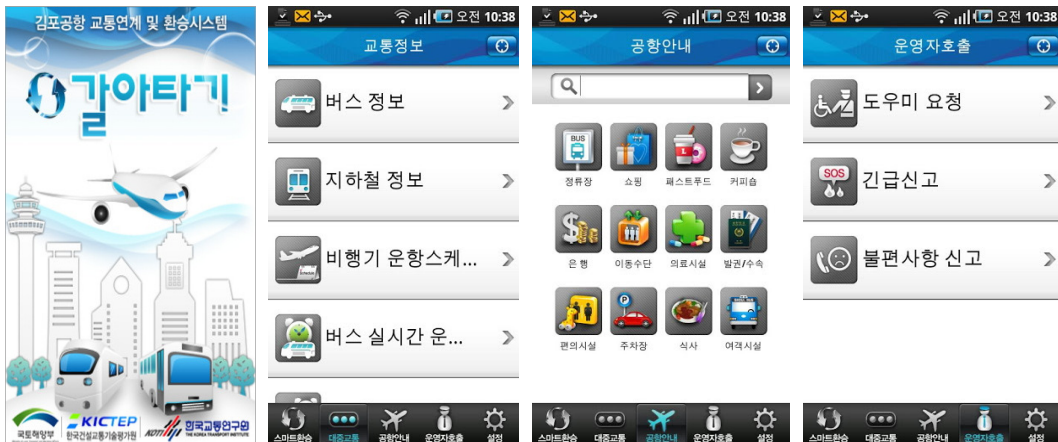 김포공항 교통연계 및 환승시스템
갈아타기
국토해양부
KICTEP
한국건설교통기술평가원
KOTI
한국교통연구원
THE KOREA TRANSPORT INSTITUTE
오전 10:38
교통정보
버스 정보
지하철 정보
비행기 운항스케...
버스 실시간 운...
스마트환승 대중교통 공항안내 운영자호출 설정
오전 10:38
공항안내
BUS
정류장 쇼핑 패스트푸드 커피숍
은행 이동수단 의료시설 발권/수속
P
편의시설 주차장 식사 여객시설
스마트환승 대중교통 공항안내 운영자호출 설정
오전 10:38
운영자호출
도우미 요청
SOS
긴급신고
불편사항 신고
스마트환승 대중교통 공항안내 운영자호출 설정